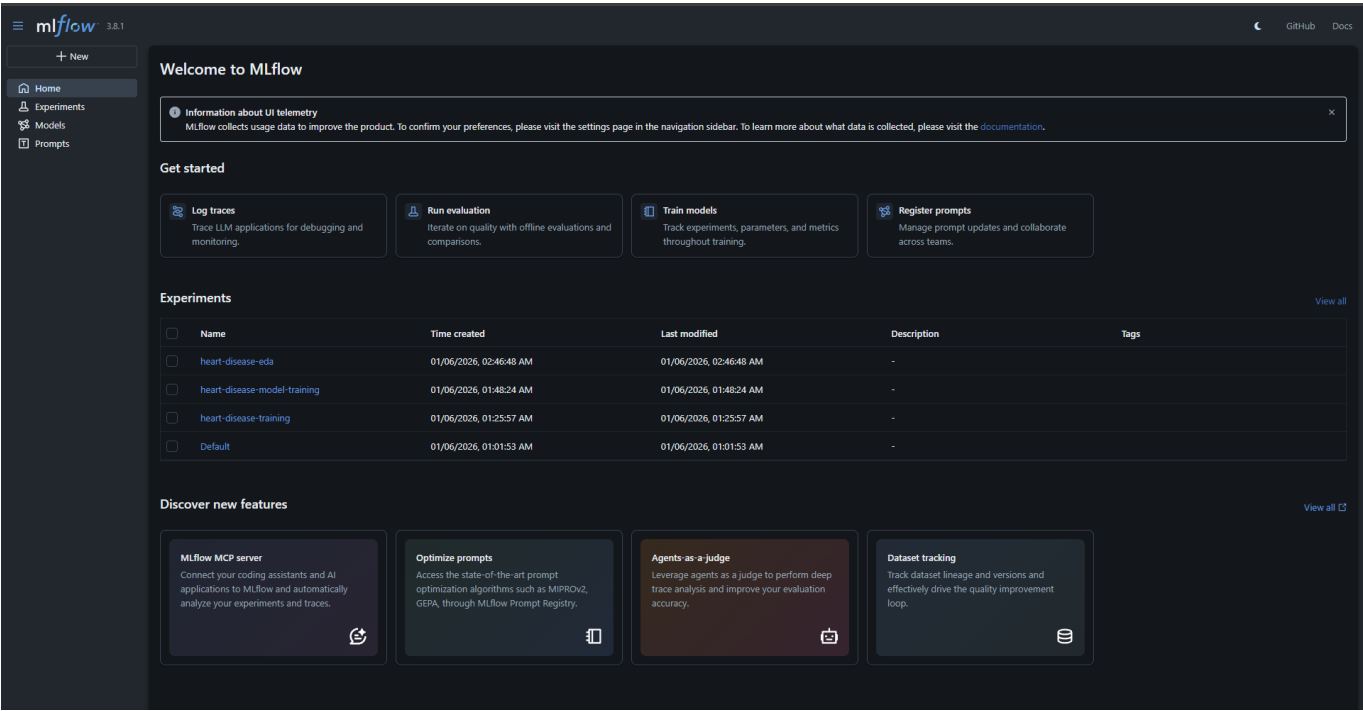 mlflow 3.8.1
GitHub Docs
+ New
Home
Experiments
Models
Prompts
Welcome to MLflow
Information about UI telemetry
MLflow collects usage data to improve the product. To confirm your preferences, please visit the settings page in the navigation sidebar. To learn more about what data is collected, please visit the documentation.
Get started
Log traces
Trace LLM applications for debugging and
monitoring.
Run evaluation
Iterate on quality with offline evaluations and
comparisons.
Train models
Track experiments, parameters, and metrics
throughout training.
Register prompts
Manage prompt updates and collaborate
across teams.
Experiments View all
Name Time created Last modified Description Tags
heart-disease-eda 01/06/2026, 02:46:48 AM 01/06/2026, 02:46:48 AM -
heart-disease-model-training 01/06/2026, 01:48:24 AM 01/06/2026, 01:48:24 AM -
heart-disease-training 01/06/2026, 01:25:57 AM 01/06/2026, 01:25:57 AM -
Default 01/06/2026, 01:01:53 AM 01/06/2026, 01:01:53 AM -
Discover new features View all
MLflow MCP server
Connect your coding assistants and AI
applications to MLflow and automatically
analyze your experiments and traces.
Optimize prompts
Access the state-of-the-art prompt
optimization algorithms such as MIPROv2,
GEPA, through MLflow Prompt Registry.
Agents-as-a-judge
Leverage agents as a judge to perform deep
trace analysis and improve your evaluation
accuracy.
Dataset tracking
Track dataset lineage and versions and
effectively drive the quality improvement
loop.